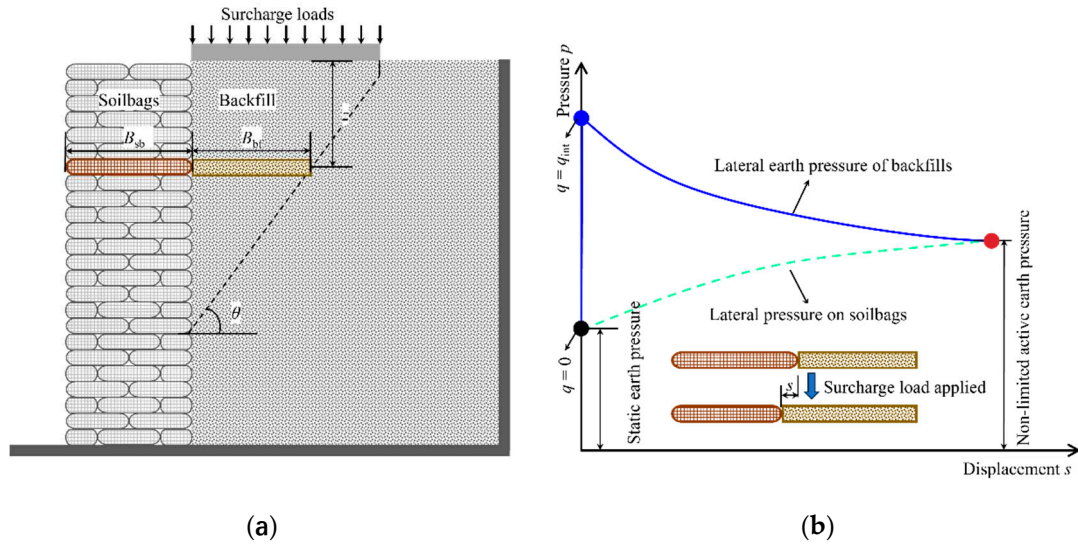 Surcharge loads
Soilbags
Backfill
B_sb
B_bf
θ
(a)
Pressure p
q = q_int
Lateral earth pressure of backfills
Lateral pressure on soilbags
q = 0
Static earth pressure
s
Surcharge load applied
Non-limited active earth pressure
Displacement s
(b)